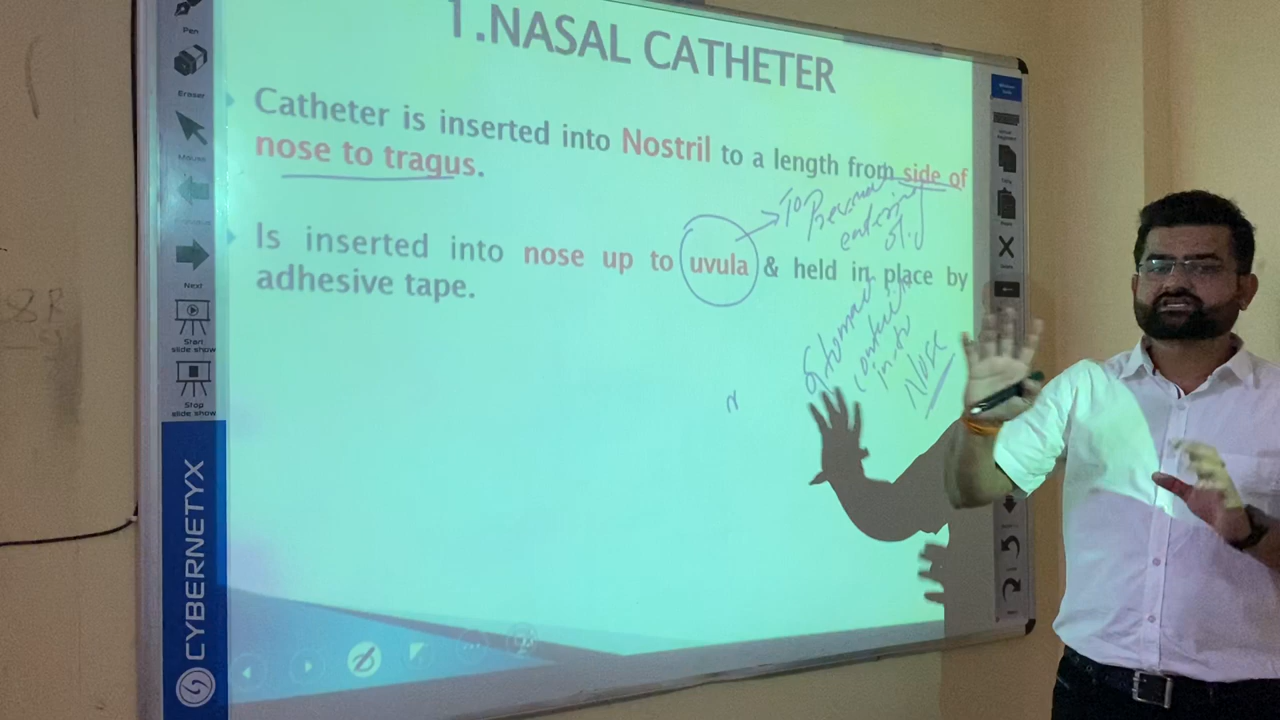 1.NASAL CATHETER
Catheter is inserted into Nostril to a length from side of
nose to tragus.
Is inserted into nose up to uvula & held in place by
adhesive tape.
To
entering
Stomach
content
into
Nose
Pen
Eraser
Mouse
Next
Start
slide show
Stop
slide show
CYBERNETYX